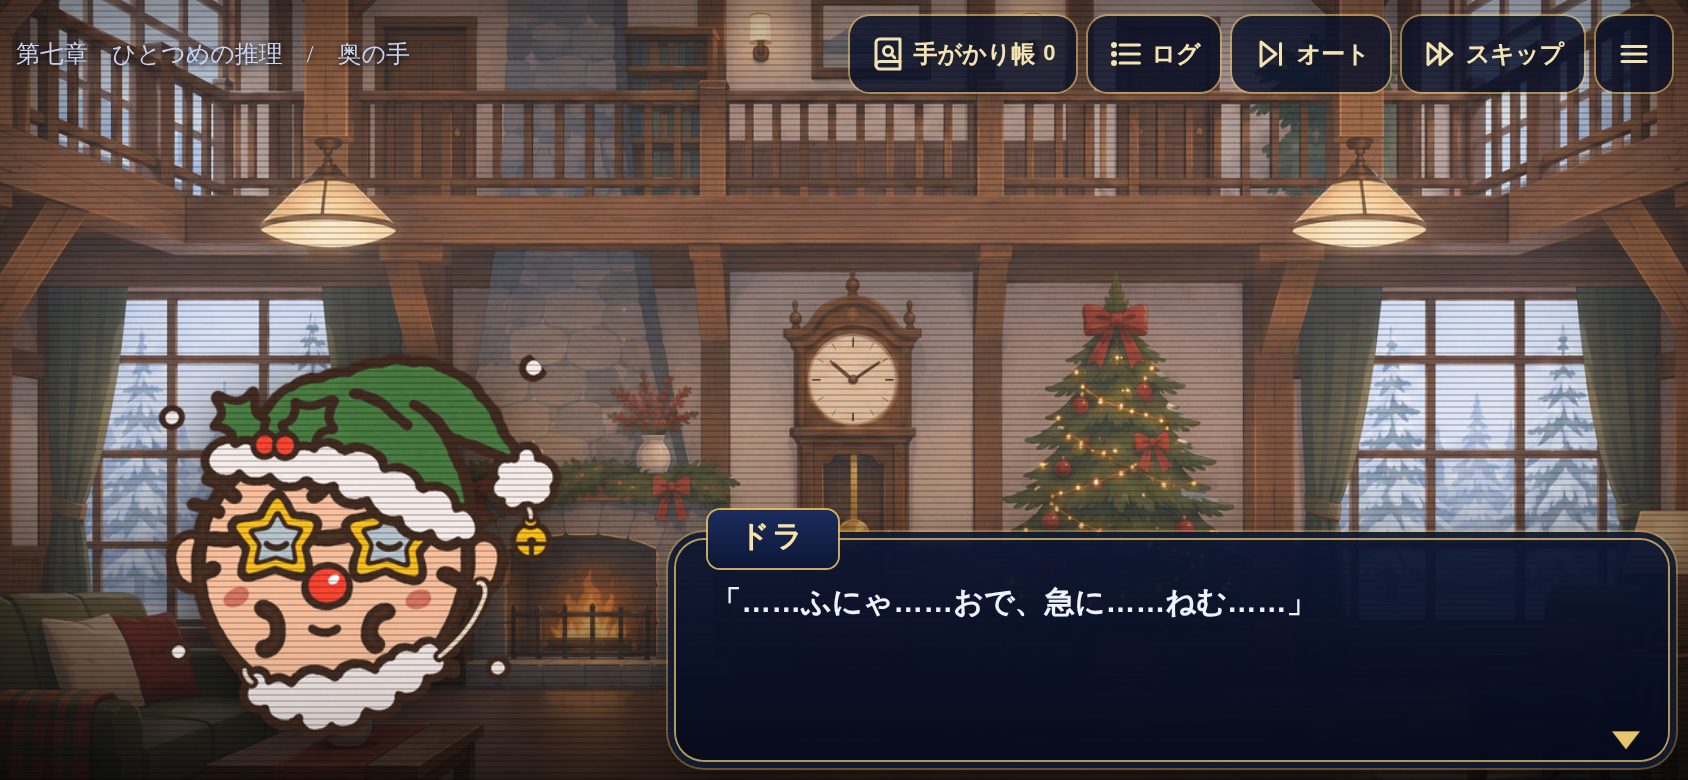 第七章 ひとつめの推理 / 奥の手
手がかり帳 0
ログ
オート
スキップ
ドラ
「……ふにゃ……おで、急に……ねむ……」